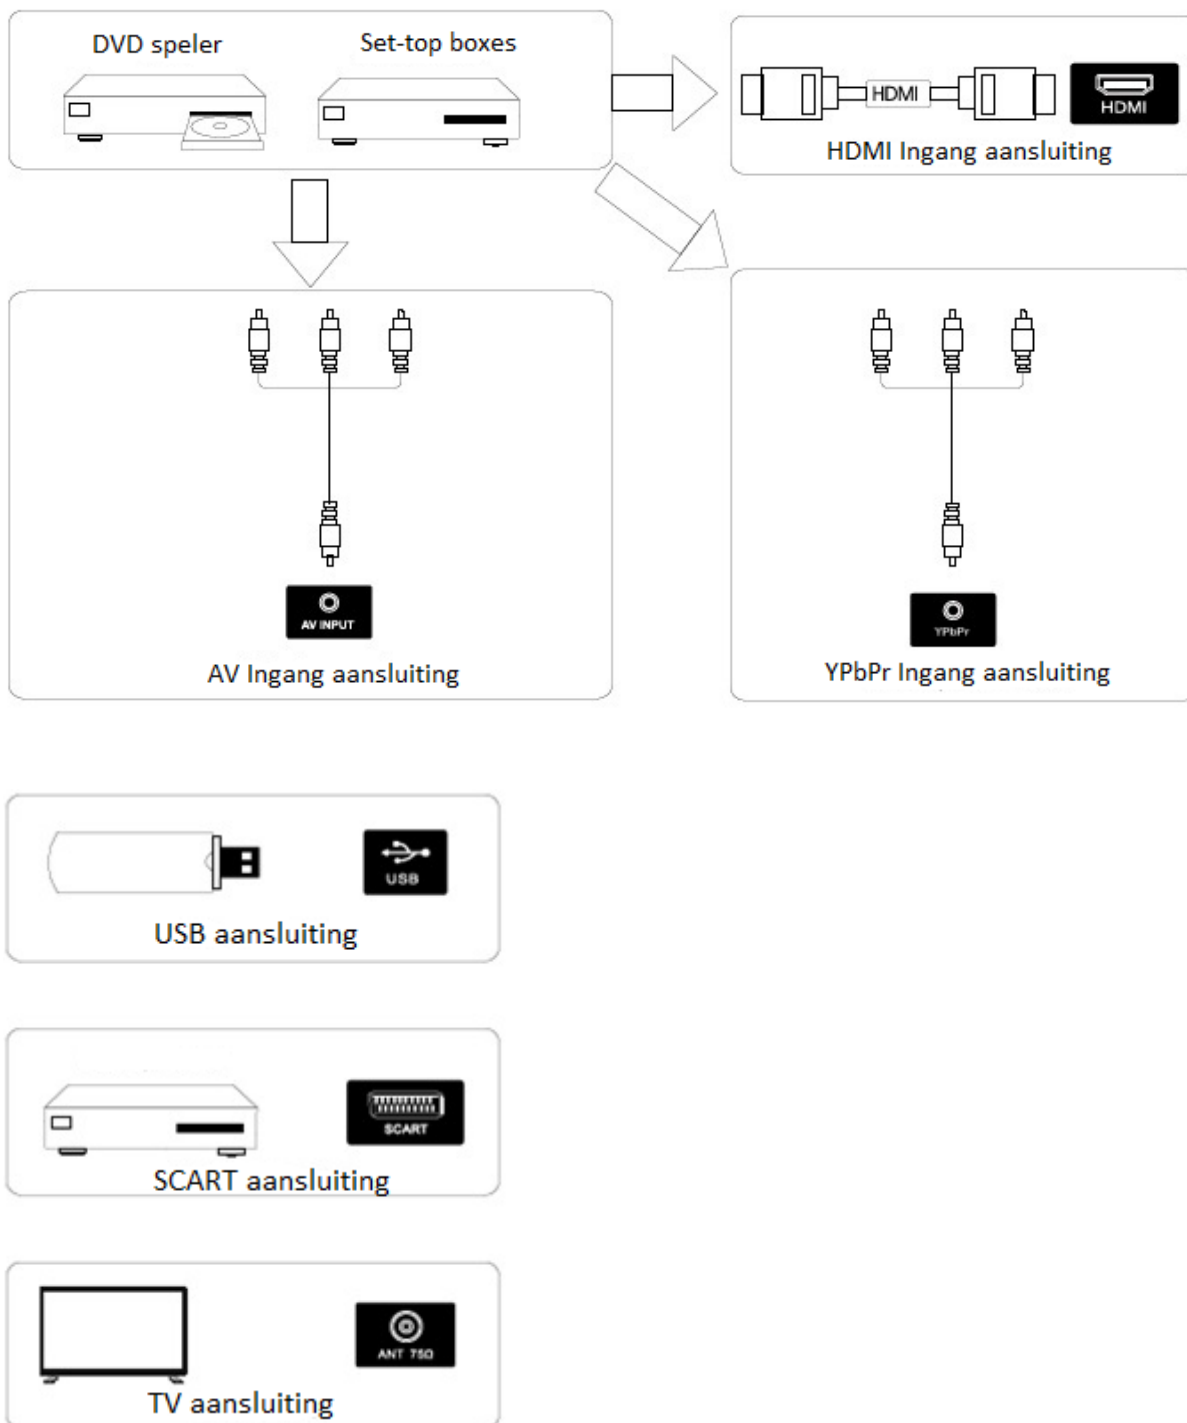 DVD speler
Set-top boxes
HDMI
HDMI
HDMI Ingang aansluiting
AV INPUT
AV Ingang aansluiting
YPbPr
YPbPr Ingang aansluiting
USB
USB aansluiting
SCART
SCART aansluiting
ANT 75Ω
TV aansluiting